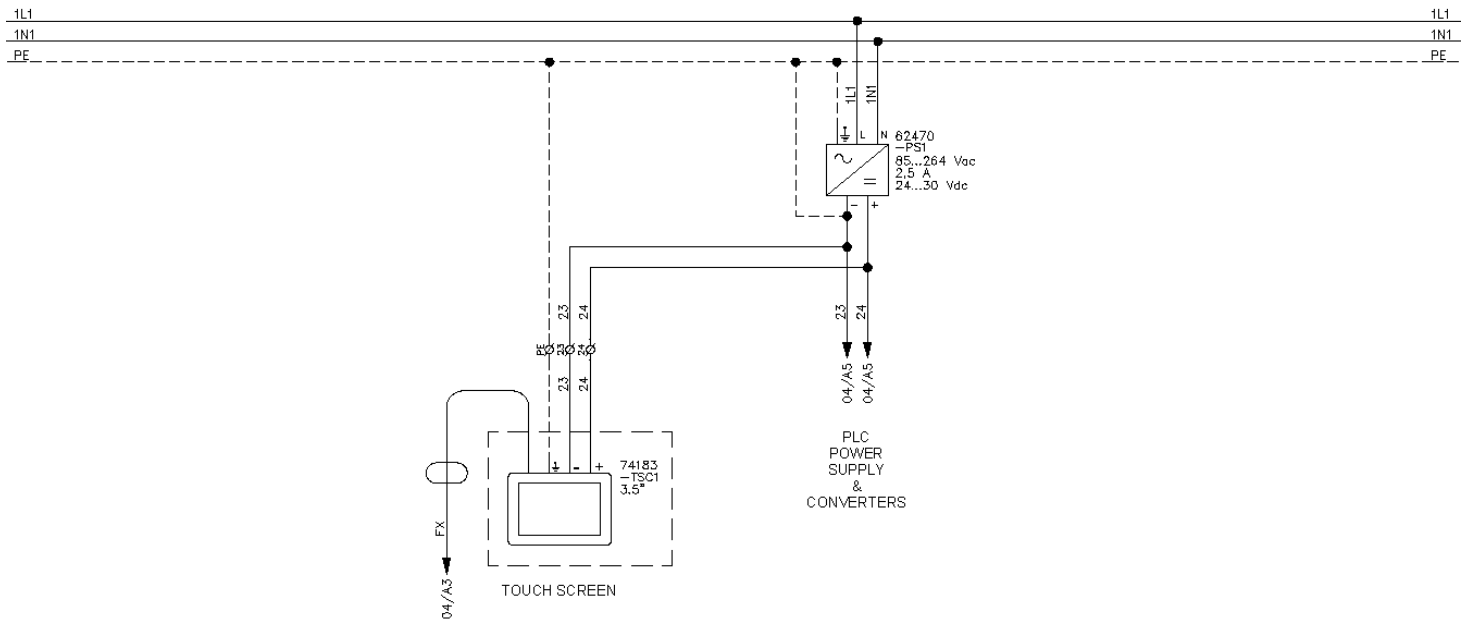 1L1
1L1
1N1
1N1
PE
PE
1L1
1N1
L
N
62470
-PS1
85...264 Vac
2,5 A
24...30 Vdc
-
+
23
24
23
24
PE
23
24
23
24
04/A5
04/A5
PLC
POWER
SUPPLY
&
CONVERTERS
-
+
74183
-TSC1
3.5"
FX
04/A3
TOUCH SCREEN